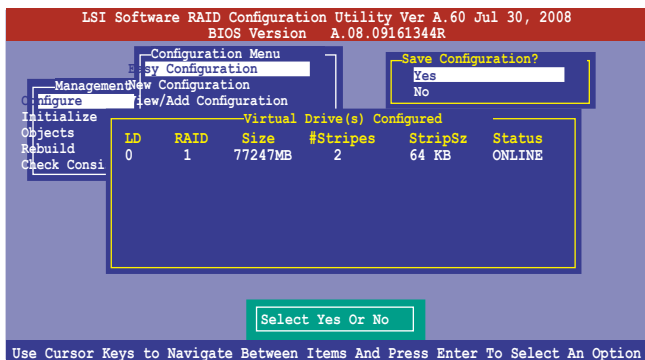 LSI Software RAID Configuration Utility Ver A.60 Jul 30, 2008
BIOS Version A.08.09161344R
Configuration Menu
Easy Configuration
New Configuration
View/Add Configuration
Save Configuration?
Yes
No
Management
Configure
Initialize
Objects
Rebuild
Check Consi
Virtual Drive(s) Configured
LD RAID Size #Stripes StripSz Status
0 1 77247MB 2 64 KB ONLINE
Select Yes Or No
Use Cursor Keys to Navigate Between Items And Press Enter To Select An Option